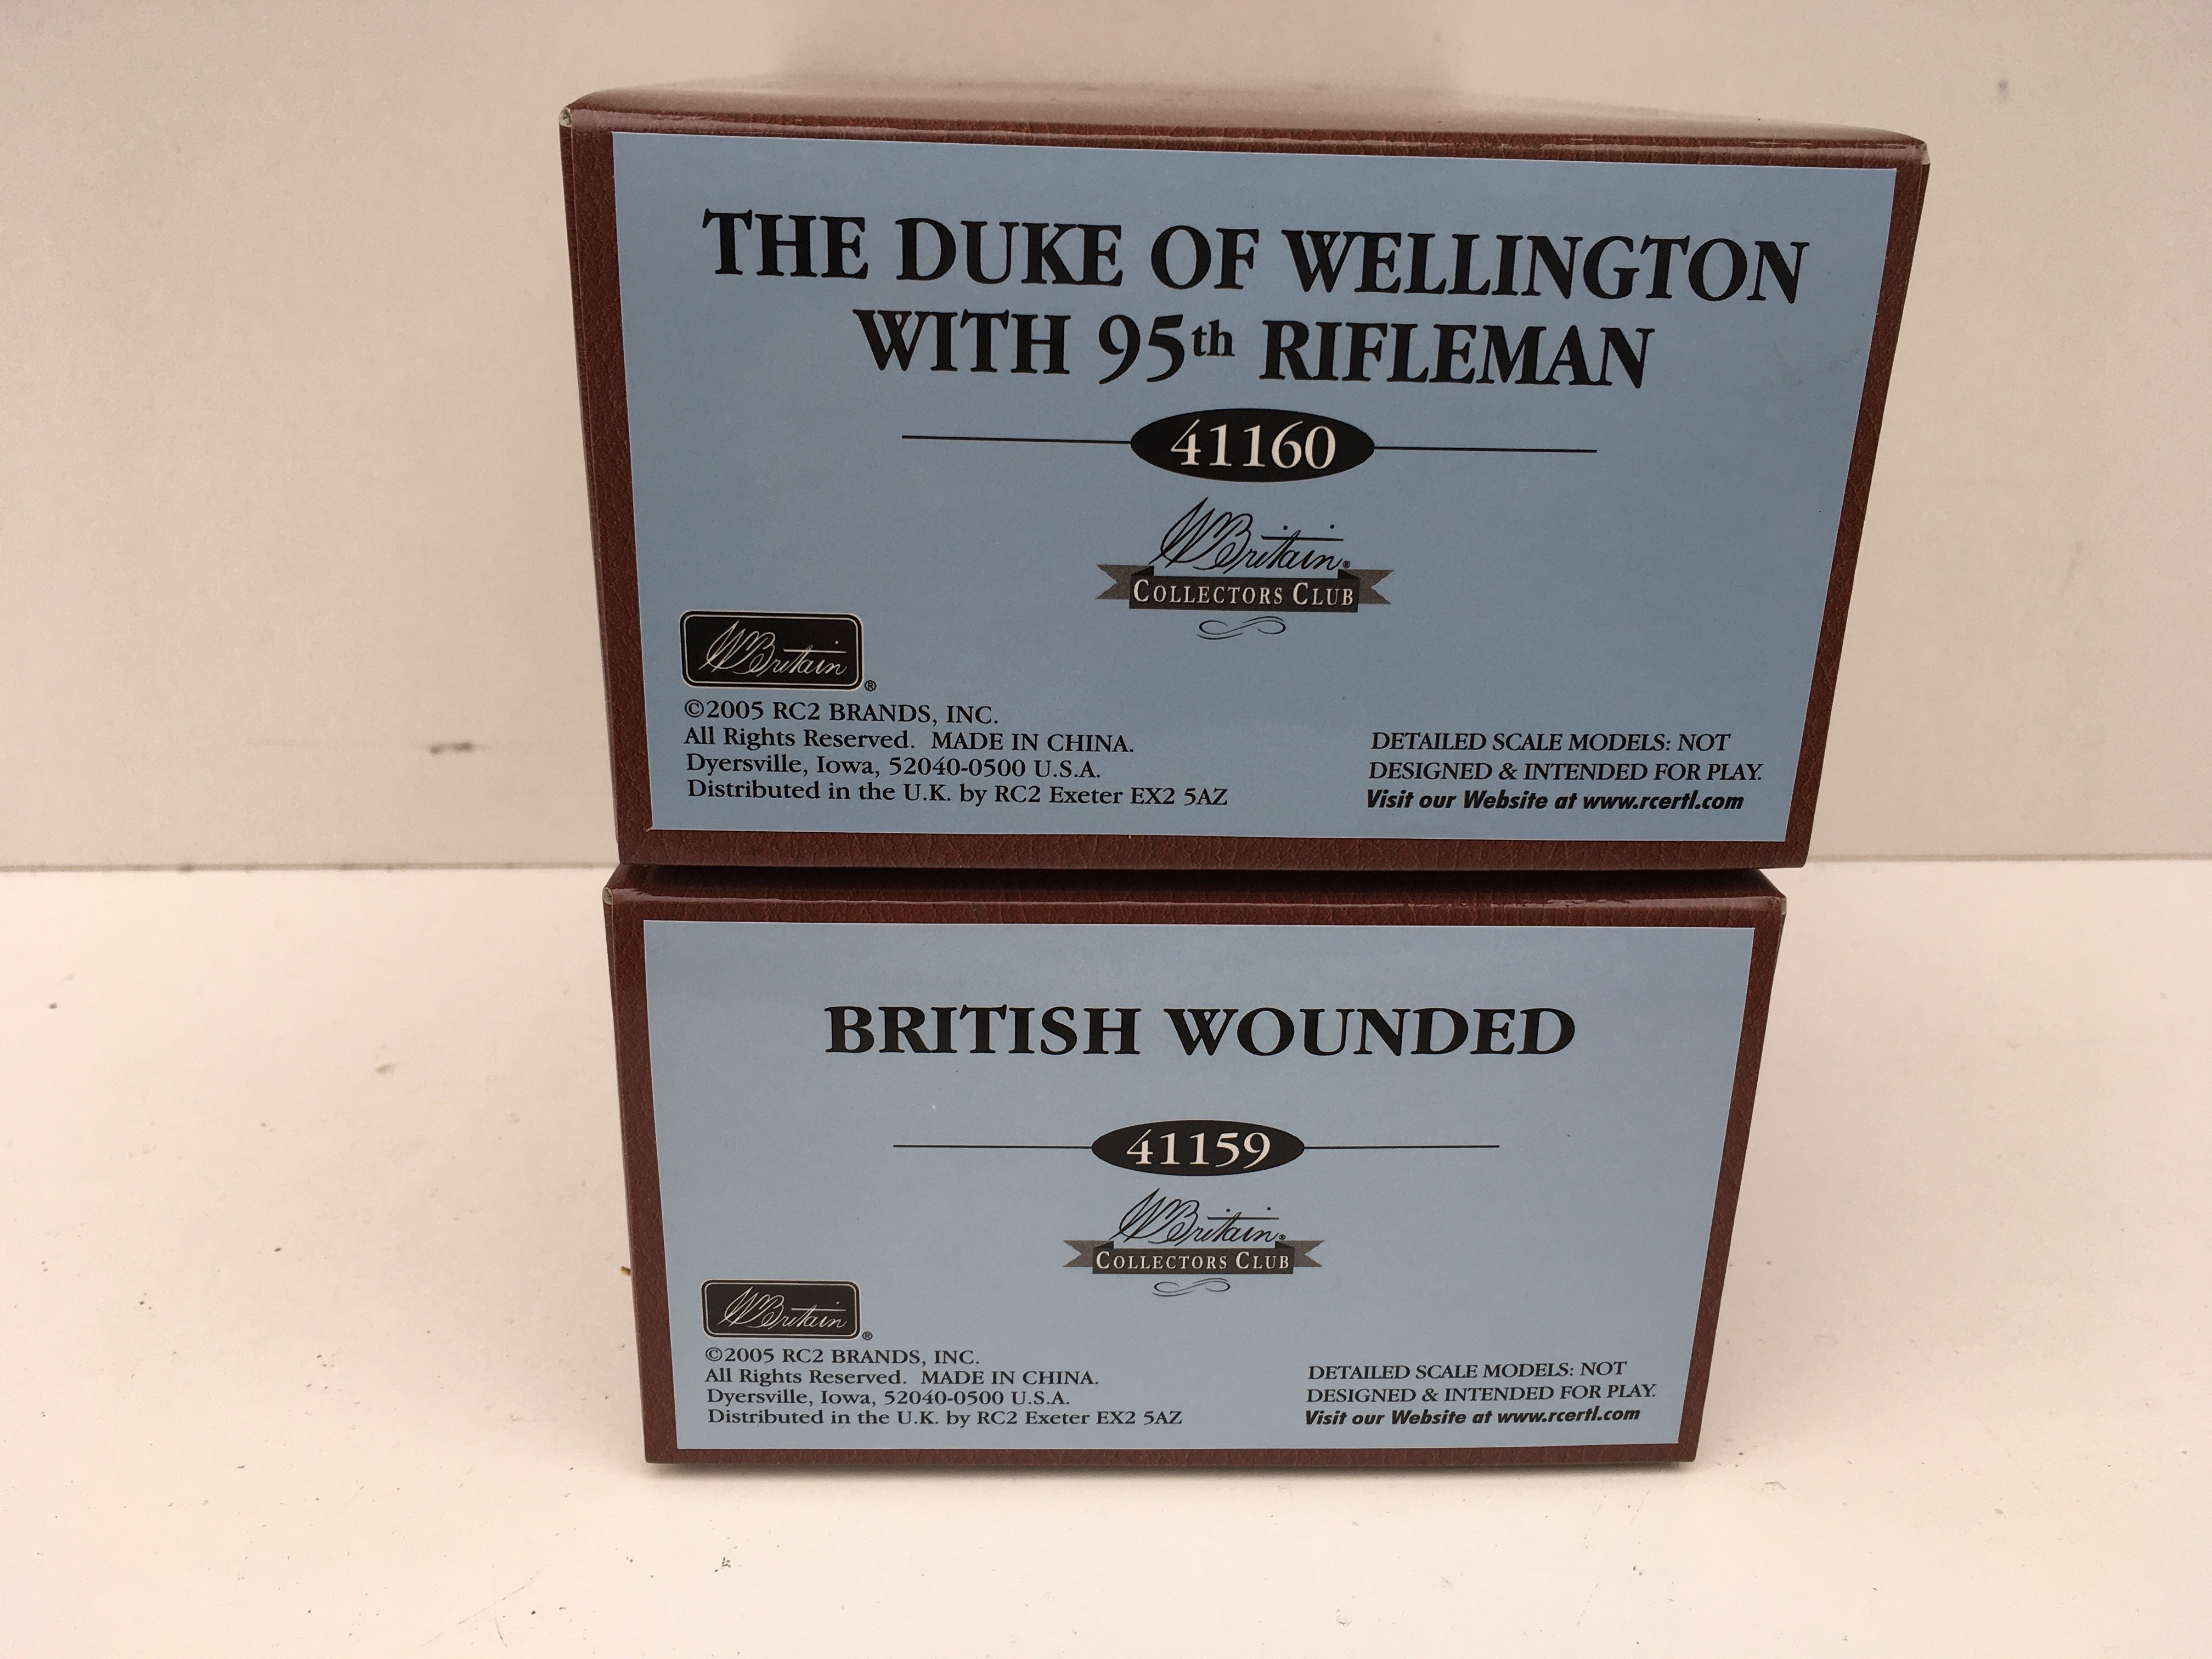 THE DUKE OF WELLINGTON
WITH 95th RIFLEMAN
41160
WBritain®
COLLECTORS CLUB
WBritain®
©2005 RC2 BRANDS, INC.
All Rights Reserved. MADE IN CHINA.
Dyersville, Iowa, 52040-0500 U.S.A.
Distributed in the U.K. by RC2 Exeter EX2 5AZ
DETAILED SCALE MODELS: NOT
DESIGNED & INTENDED FOR PLAY.
Visit our Website at www.rcertl.com
BRITISH WOUNDED
41159
WBritain®
COLLECTORS CLUB
WBritain®
©2005 RC2 BRANDS, INC.
All Rights Reserved. MADE IN CHINA.
Dyersville, Iowa, 52040-0500 U.S.A.
Distributed in the U.K. by RC2 Exeter EX2 5AZ
DETAILED SCALE MODELS: NOT
DESIGNED & INTENDED FOR PLAY.
Visit our Website at www.rcertl.com